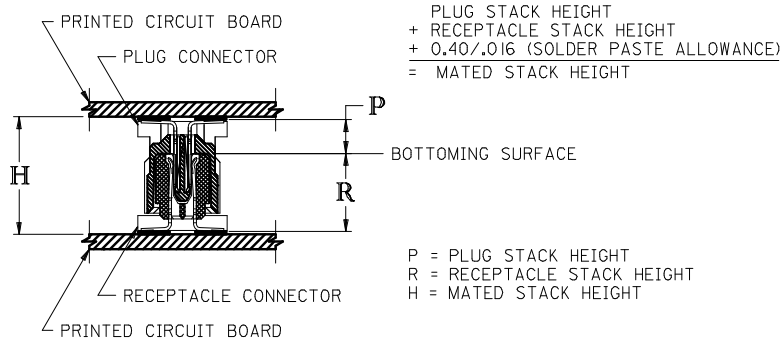 PRINTED CIRCUIT BOARD
PLUG CONNECTOR
PLUG STACK HEIGHT
+ RECEPTACLE STACK HEIGHT
+ 0.40/.016 (SOLDER PASTE ALLOWANCE)
= MATED STACK HEIGHT
P
BOTTOMING SURFACE
H
R
P = PLUG STACK HEIGHT
R = RECEPTACLE STACK HEIGHT
H = MATED STACK HEIGHT
RECEPTACLE CONNECTOR
PRINTED CIRCUIT BOARD